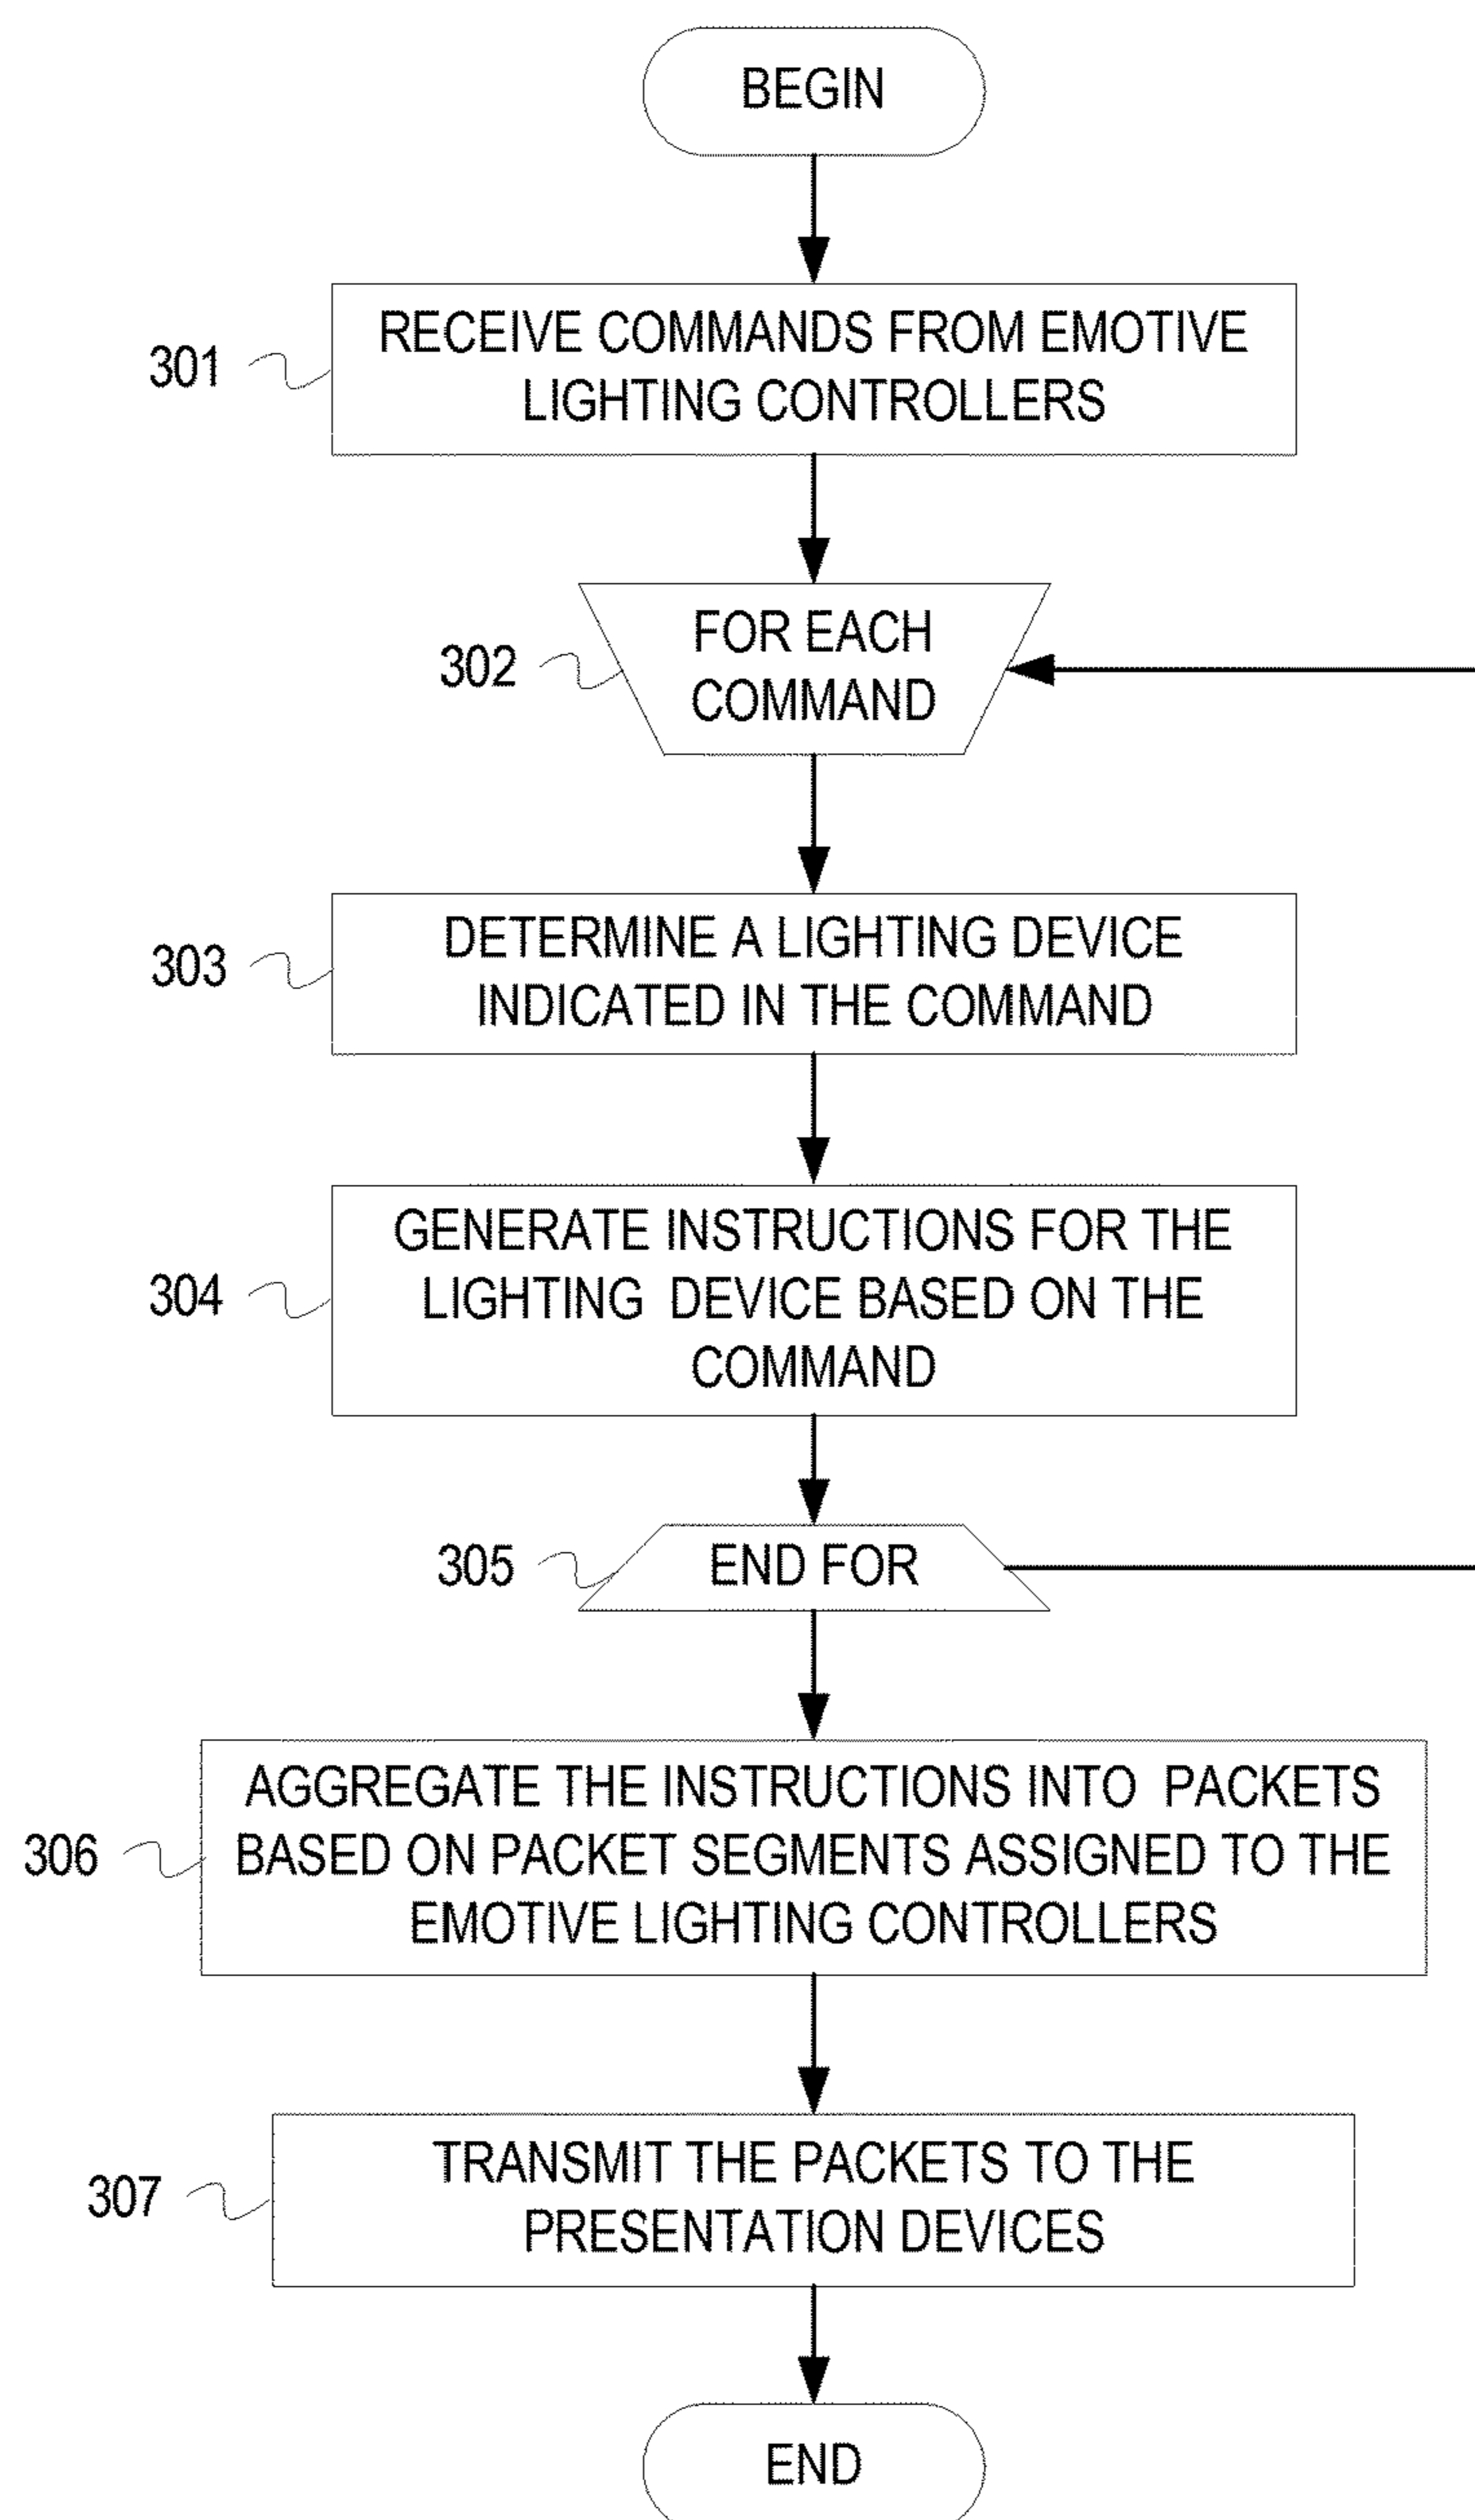 BEGIN
301
RECEIVE COMMANDS FROM EMOTIVE
LIGHTING CONTROLLERS
302
FOR EACH
COMMAND
303
DETERMINE A LIGHTING DEVICE
INDICATED IN THE COMMAND
304
GENERATE INSTRUCTIONS FOR THE
LIGHTING DEVICE BASED ON THE
COMMAND
305
END FOR
306
AGGREGATE THE INSTRUCTIONS INTO PACKETS
BASED ON PACKET SEGMENTS ASSIGNED TO THE
EMOTIVE LIGHTING CONTROLLERS
307
TRANSMIT THE PACKETS TO THE
PRESENTATION DEVICES
END